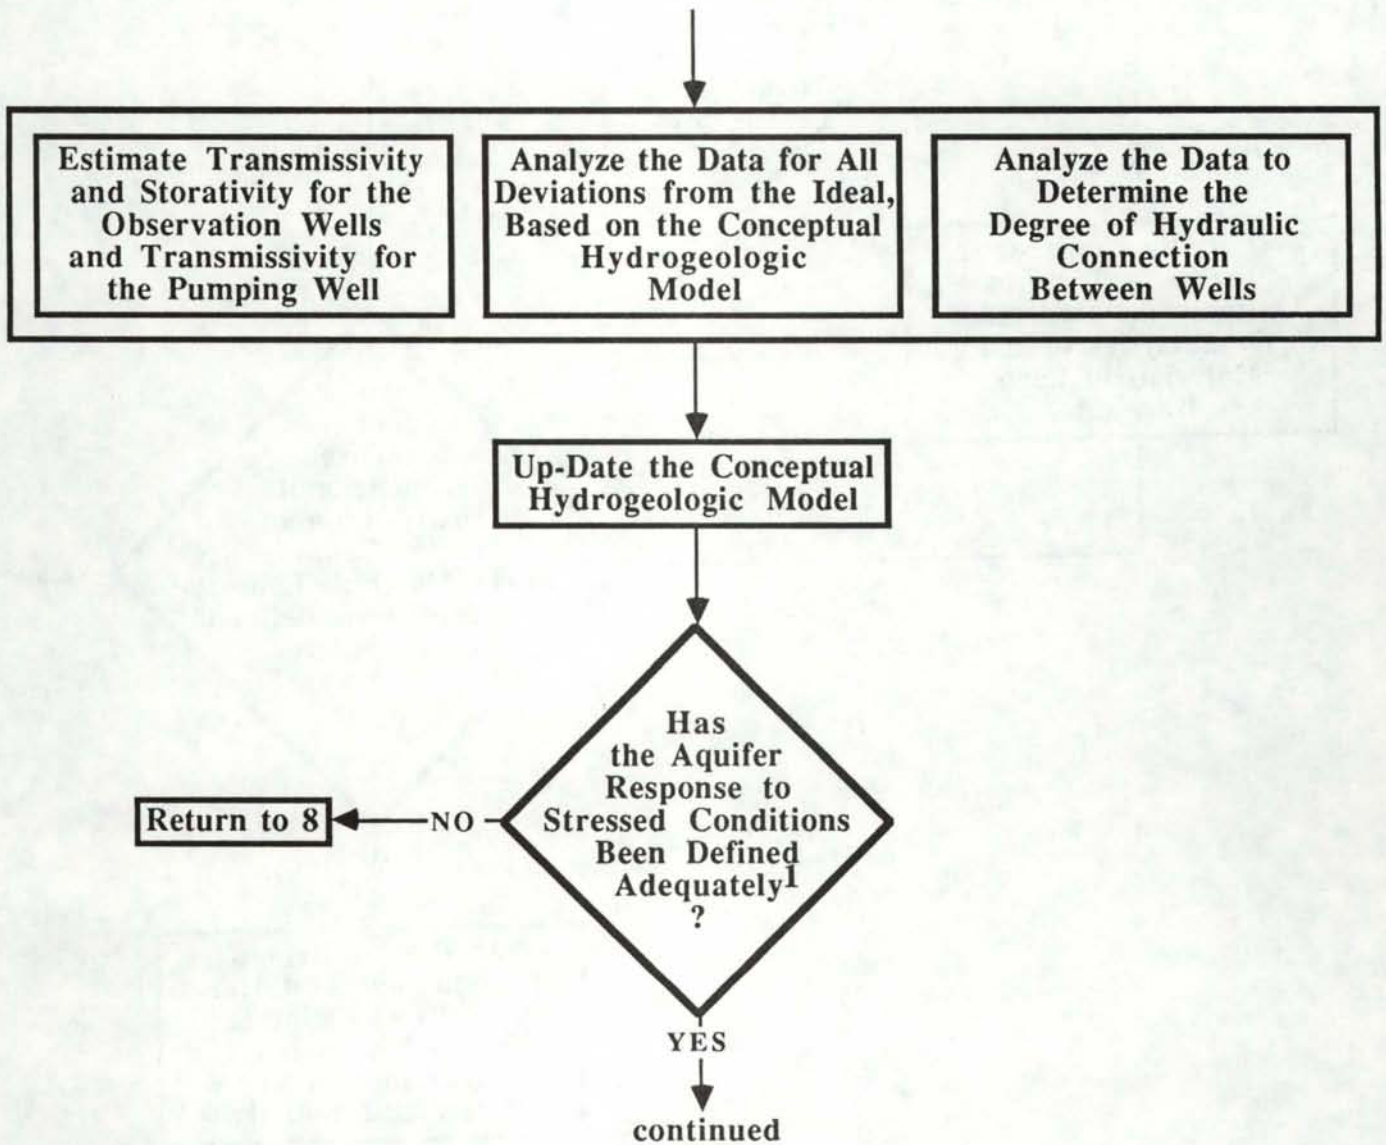 Estimate Transmissivity
and Storativity for the
Observation Wells
and Transmissivity for
the Pumping Well
Analyze the Data for All
Deviations from the Ideal,
Based on the Conceptual
Hydrogeologic
Model
Analyze the Data to
Determine the
Degree of Hydraulic
Connection
Between Wells
Up-Date the Conceptual
Hydrogeologic Model
Has
the Aquifer
Response to
Stressed Conditions
Been Defined
Adequately1
?
Return to 8
NO
YES
continued